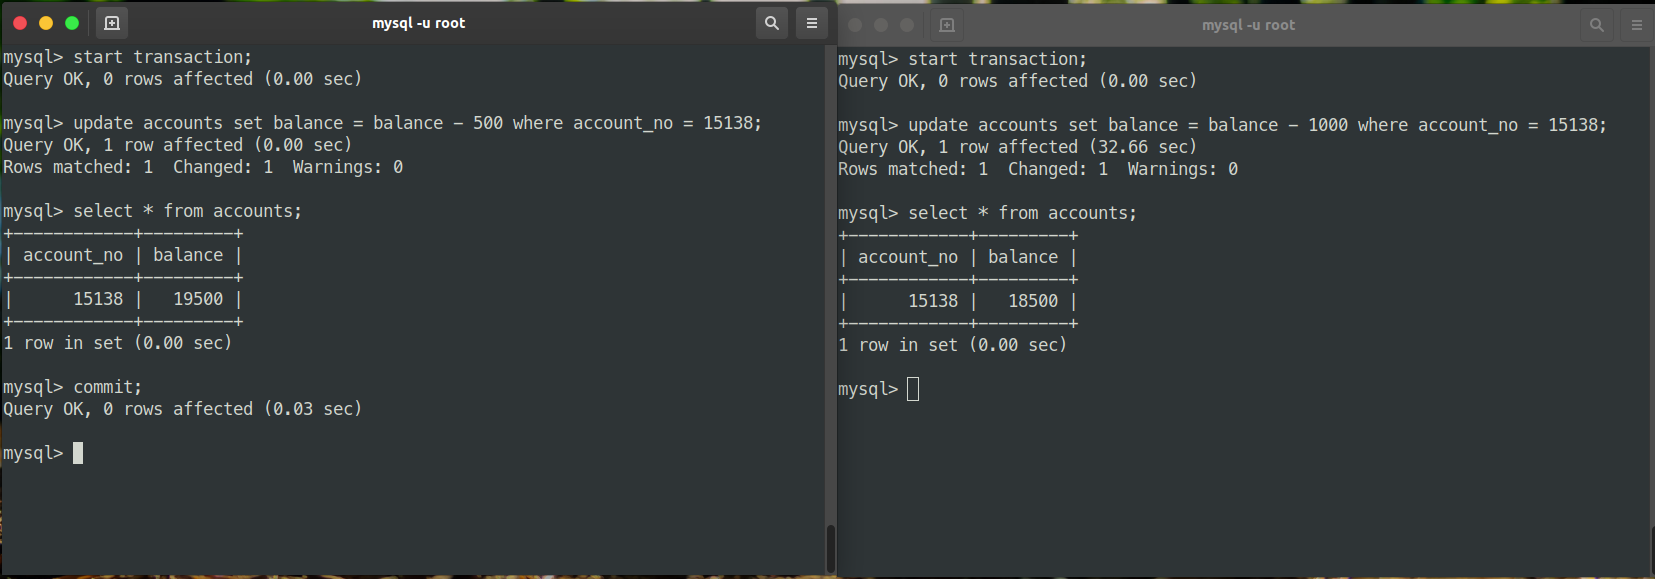 mysql -u root
mysql> start transaction;
Query OK, 0 rows affected (0.00 sec)
mysql> update accounts set balance = balance - 500 where account_no = 15138;
Query OK, 1 row affected (0.00 sec)
Rows matched: 1  Changed: 1  Warnings: 0
mysql> select * from accounts;
+------------+---------+
| account_no | balance |
+------------+---------+
|      15138 |   19500 |
+------------+---------+
1 row in set (0.00 sec)
mysql> commit;
Query OK, 0 rows affected (0.03 sec)
mysql>
mysql -u root
mysql> start transaction;
Query OK, 0 rows affected (0.00 sec)
mysql> update accounts set balance = balance - 1000 where account_no = 15138;
Query OK, 1 row affected (32.66 sec)
Rows matched: 1  Changed: 1  Warnings: 0
mysql> select * from accounts;
+------------+---------+
| account_no | balance |
+------------+---------+
|      15138 |   18500 |
+------------+---------+
1 row in set (0.00 sec)
mysql>